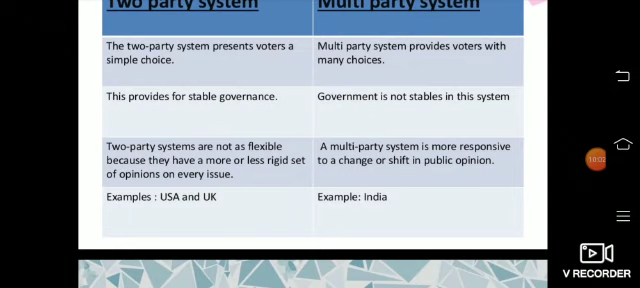 Two party system
Multi party system
The two-party system presents voters a
simple choice.
Multi party system provides voters with
many choices.
This provides for stable governance.
Government is not stables in this system
Two-party systems are not as flexible
because they have a more or less rigid set
of opinions on every issue.
A multi-party system is more responsive
to a change or shift in public opinion.
Examples : USA and UK
Example: India
10:02
V RECORDER